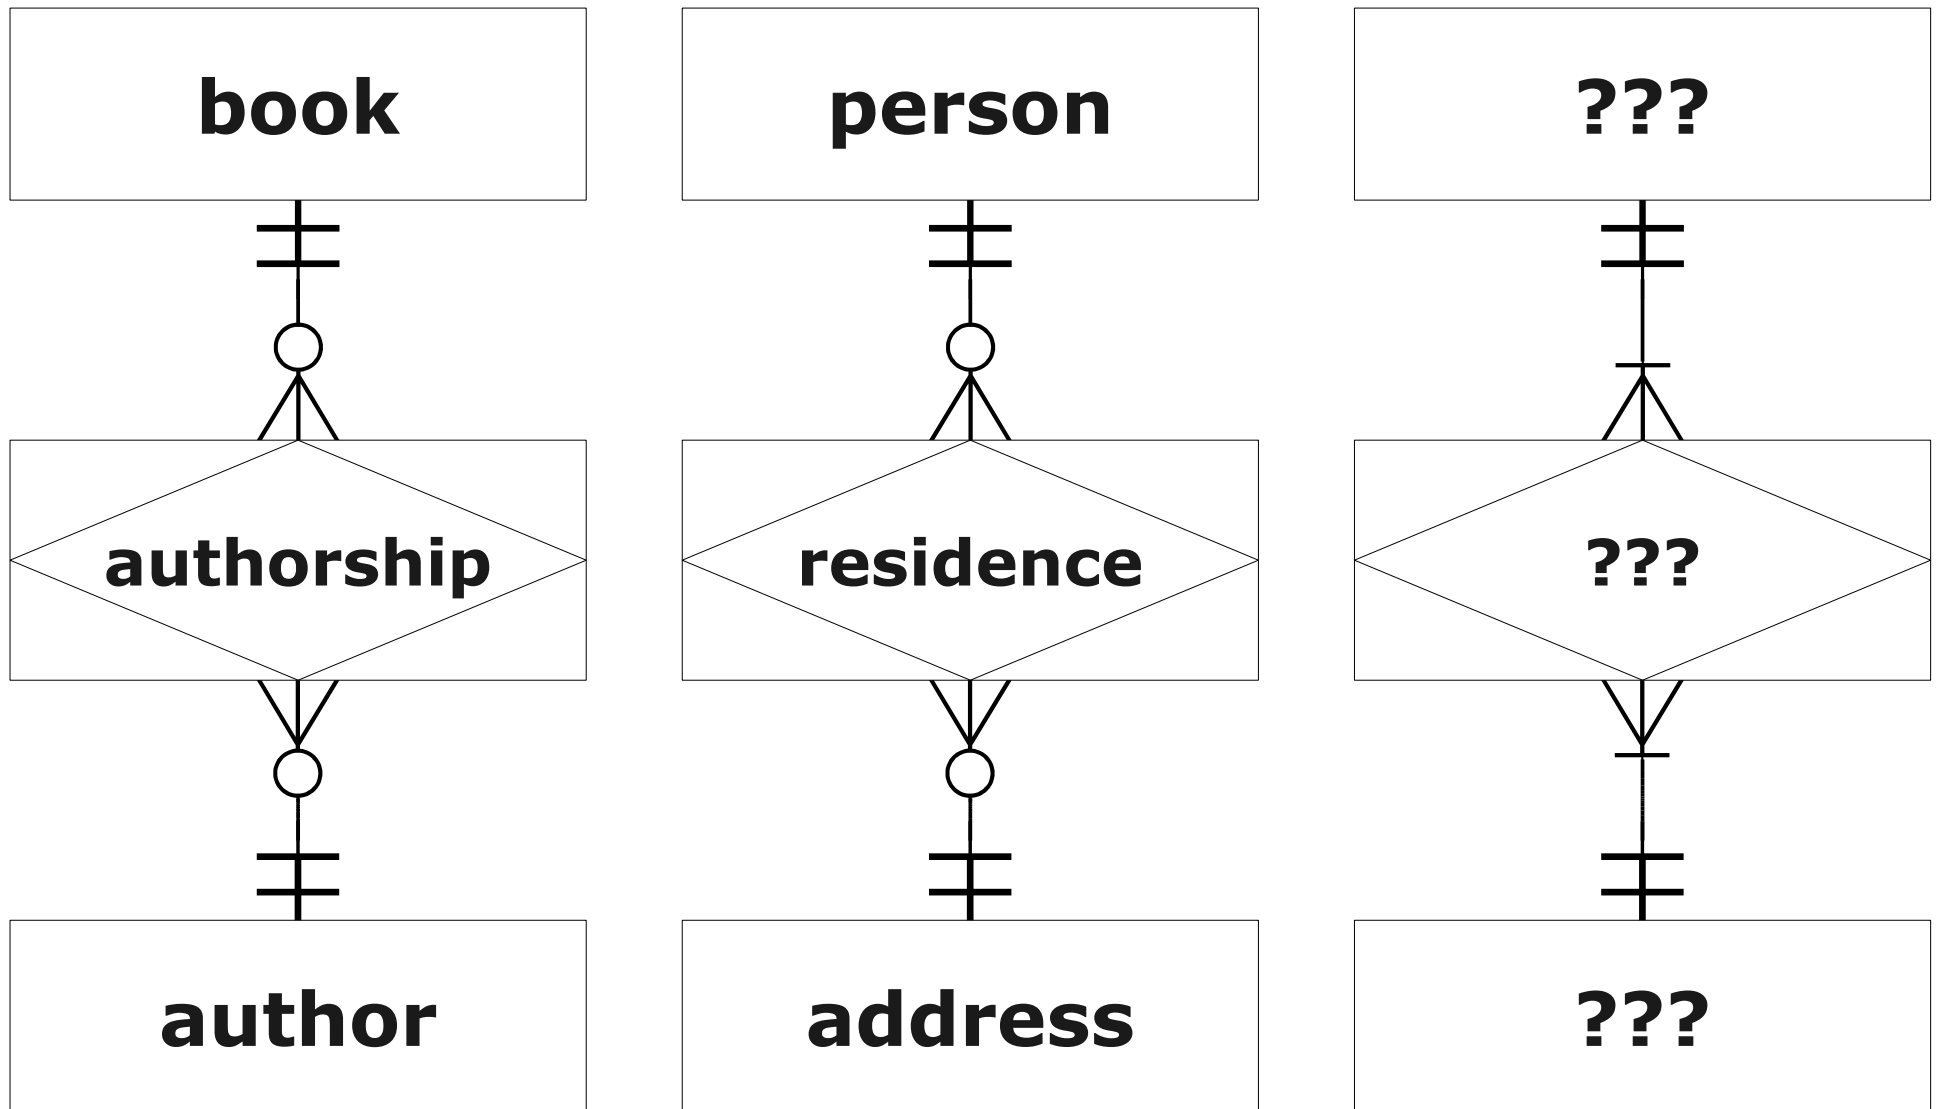 book
person
???
authorship
residence
???
author
address
???